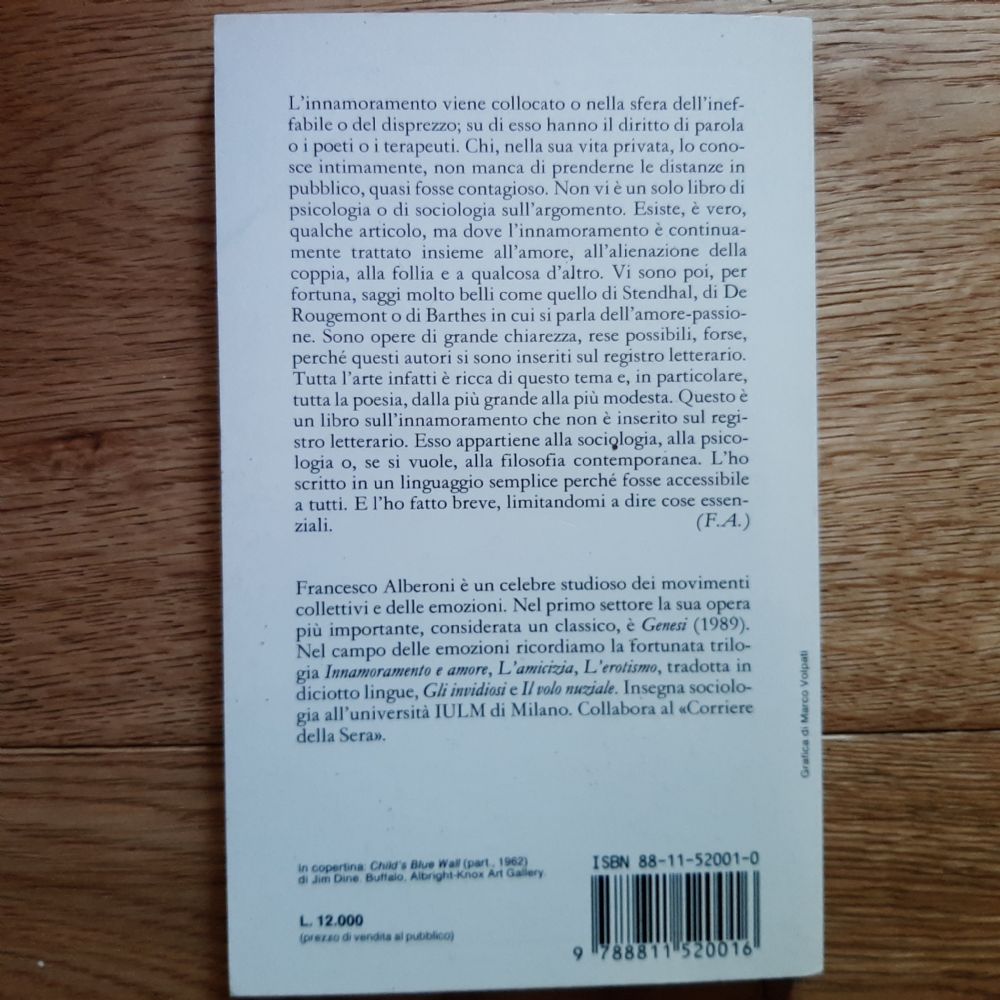 L'innamoramento viene collocato o nella sfera dell'inef-
fabile o del disprezzo; su di esso hanno il diritto di parola
o i poeti o i terapeuti. Chi, nella sua vita privata, lo cono-
sce intimamente, non manca di prenderne le distanze in
pubblico, quasi fosse contagioso. Non vi è un solo libro di
psicologia o di sociologia sull'argomento. Esiste, è vero,
qualche articolo, ma dove l'innamoramento è continua-
mente trattato insieme all'amore, all'alienazione della
coppia, alla follia e a qualcosa d'altro. Vi sono poi, per
fortuna, saggi molto belli come quello di Stendhal, di De
Rougemont o di Barthes in cui si parla dell'amore-passio-
ne. Sono opere di grande chiarezza, rese possibili, forse,
perché questi autori si sono inseriti sul registro letterario.
Tutta l'arte infatti è ricca di questo tema e, in particolare,
tutta la poesia, dalla più grande alla più modesta. Questo è
un libro sull'innamoramento che non è inserito sul regi-
stro letterario. Esso appartiene alla sociologia, alla psico-
logia o, se si vuole, alla filosofia contemporanea. L'ho
scritto in un linguaggio semplice perché fosse accessibile
a tutti. E l'ho fatto breve, limitandomi a dire cose essen-
ziali. (F.A.)
Francesco Alberoni è un celebre studioso dei movimenti
collettivi e delle emozioni. Nel primo settore la sua opera
più importante, considerata un classico, è Genesi (1989).
Nel campo delle emozioni ricordiamo la fortunata trilo-
gia Innamoramento e amore, L'amicizia, L'erotismo, tradotta in
diciotto lingue, Gli invidiosi e Il volo nuziale. Insegna sociolo-
gia all'università IULM di Milano. Collabora al «Corriere
della Sera».
Grafica di Marco Volpati
In copertina: Child's Blue Wall (part., 1962)
di Jim Dine. Buffalo, Albright-Knox Art Gallery.
L. 12.000
(prezzo di vendita al pubblico)
ISBN 88-11-52001-0
9 788811 520016